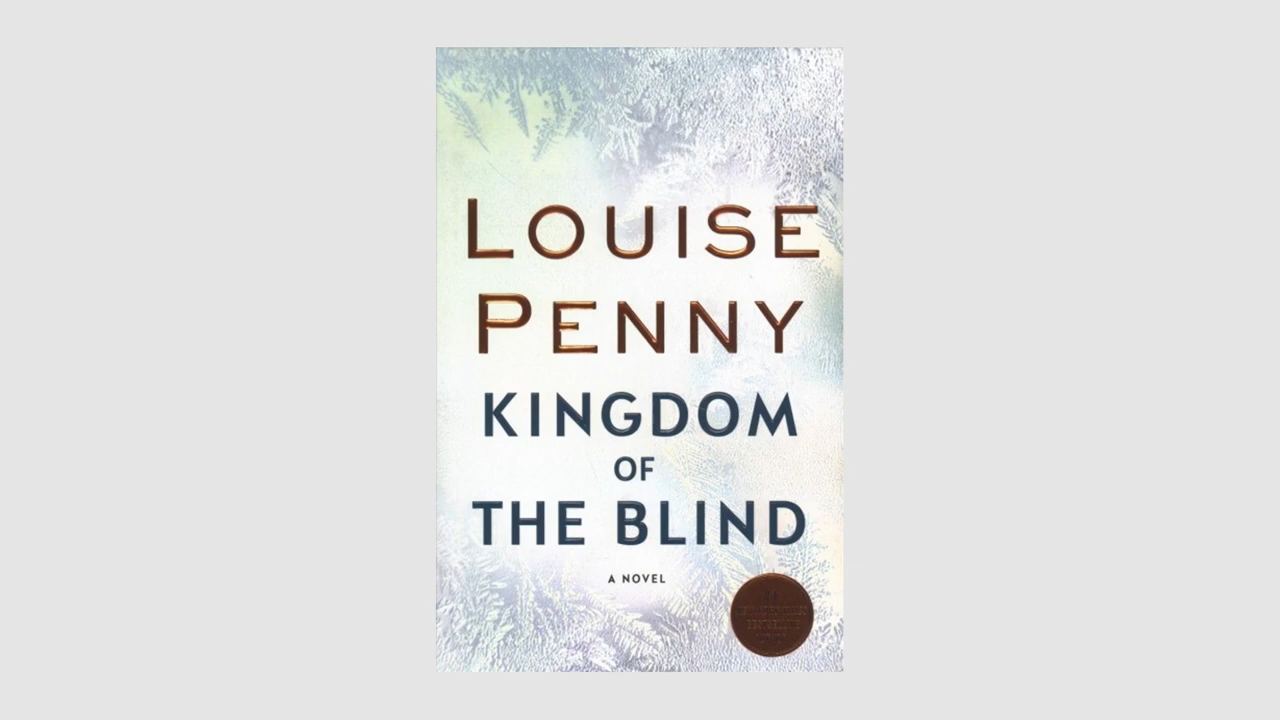 LOUISE
PENNY
KINGDOM
OF
THE BLIND
A NOVEL